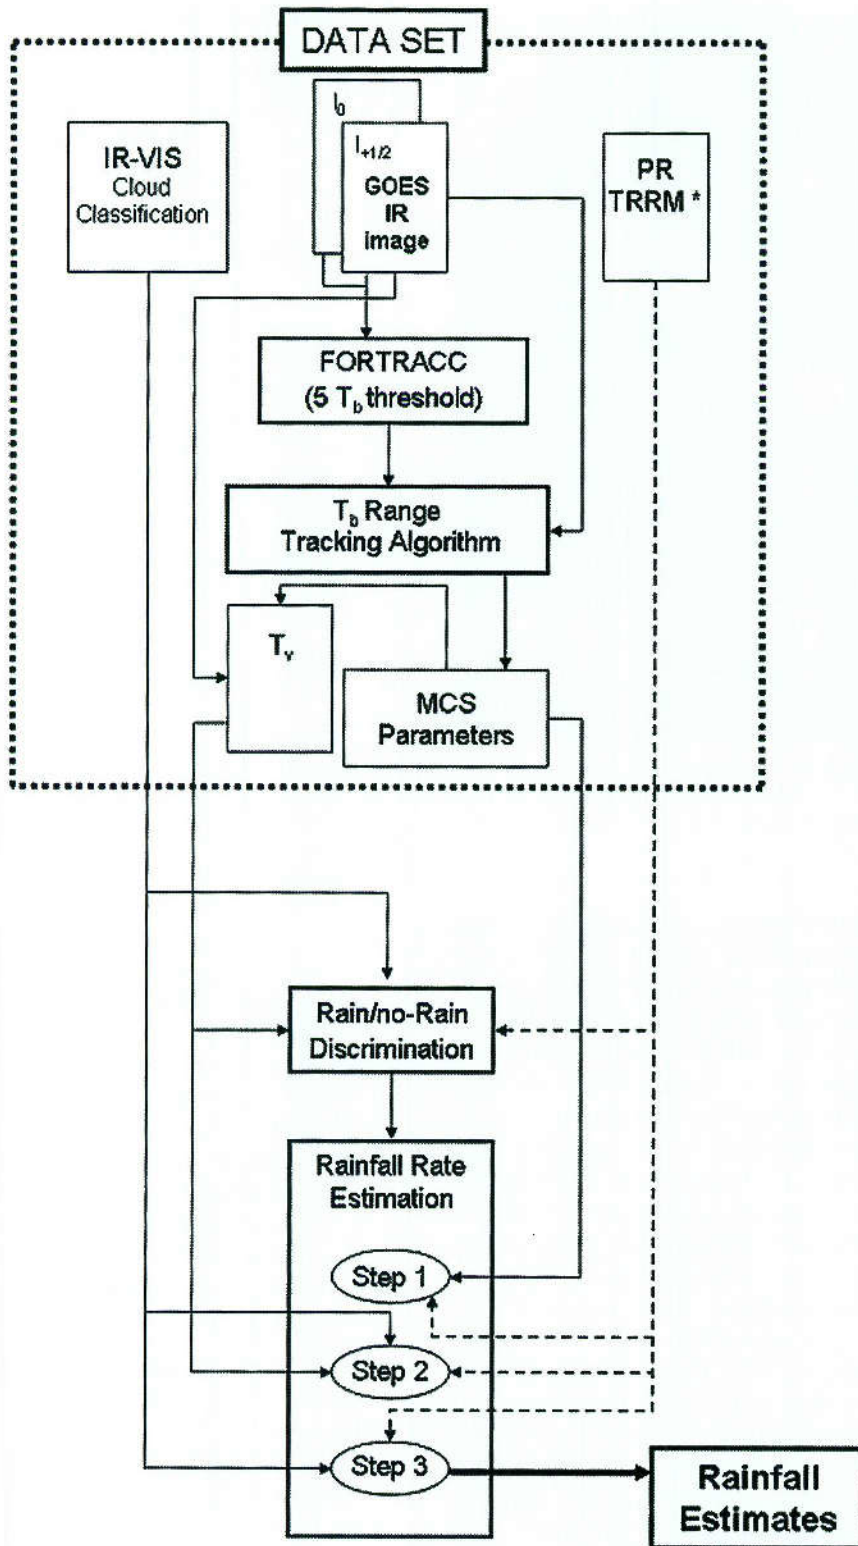 DATA SET
I0
I+1/2
GOES
IR
image
IR-VIS
Cloud
Classification
PR
TRRM *
FORTRACC
(5 Tb threshold)
Tb Range
Tracking Algorithm
Tv
MCS
Parameters
Rain/no-Rain
Discrimination
Rainfall Rate
Estimation
Step 1
Step 2
Step 3
Rainfall
Estimates